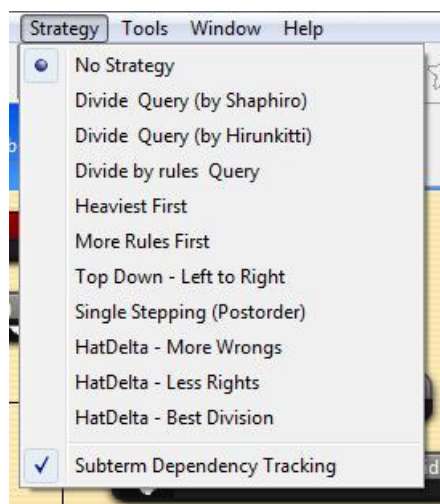 Strategy Tools Window Help
No Strategy
Divide Query (by Shaphiro)
Divide Query (by Hirunkitti)
Divide by rules Query
Heaviest First
More Rules First
Top Down - Left to Right
Single Stepping (Postorder)
HatDelta - More Wrongs
HatDelta - Less Rights
HatDelta - Best Division
Subterm Dependency Tracking